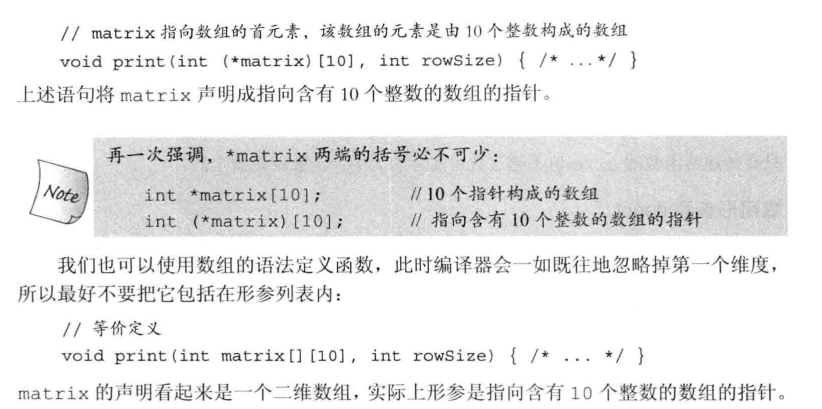 // matrix 指向数组的首元素，该数组的元素是由 10 个整数构成的数组
void print(int (*matrix)[10], int rowSize) { /* ...*/ }
上述语句将 matrix 声明成指向含有 10 个整数的数组的指针。
再一次强调，*matrix 两端的括号必不可少：
Note
int *matrix[10]; // 10 个指针构成的数组
int (*matrix)[10]; // 指向含有 10 个整数的数组的指针
我们也可以使用数组的语法定义函数，此时编译器会一如既往地忽略掉第一个维度，
所以最好不要把它包括在形参列表内：
// 等价定义
void print(int matrix[][10], int rowSize) { /* ... */ }
matrix 的声明看起来是一个二维数组，实际上形参是指向含有 10 个整数的数组的指针。